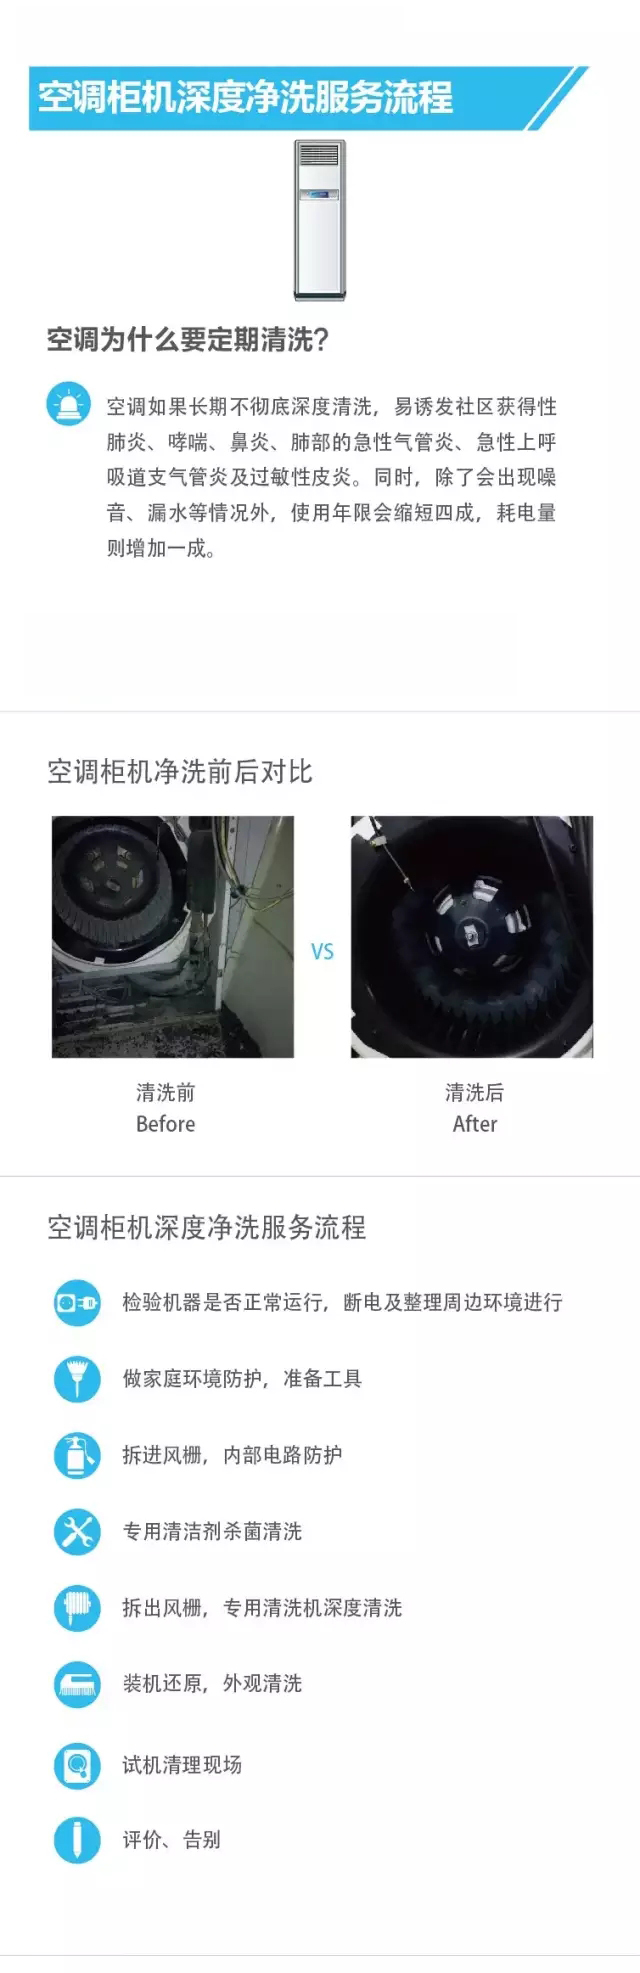 空调柜机深度净洗服务流程
空调为什么要定期清洗?
空调如果长期不彻底深度清洗，易诱发社区获得性
肺炎、哮喘、鼻炎、肺部的急性气管炎、急性上呼
吸道支气管炎及过敏性皮炎。同时，除了会出现噪
音、漏水等情况外，使用年限会缩短四成，耗电量
则增加一成。
空调柜机净洗前后对比
VS
清洗前
Before
清洗后
After
空调柜机深度净洗服务流程
检验机器是否正常运行，断电及整理周边环境进行
做家庭环境防护，准备工具
拆进风栅，内部电路防护
专用清洁剂杀菌清洗
拆出风栅，专用清洗机深度清洗
装机还原，外观清洗
试机清理现场
评价、告别